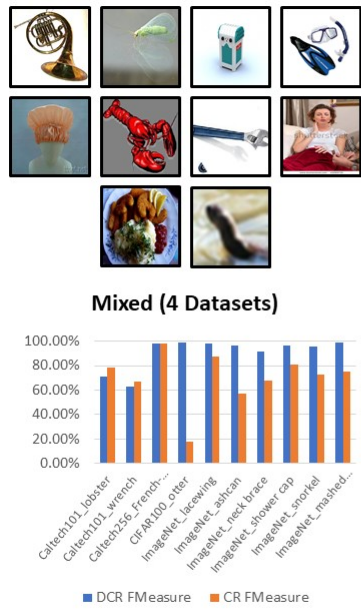 Mixed (4 Datasets)
100.00%
80.00%
60.00%
40.00%
20.00%
0.00%
Caltech101_lobster
Caltech101_wrench
Caltech256_French-...
CIFAR100_otter
ImageNet_lacewing
ImageNet_ashcan
ImageNet_neck brace
ImageNet_shower cap
ImageNet_snorkel
ImageNet_mashed...
DCR FMeasure CR FMeasure